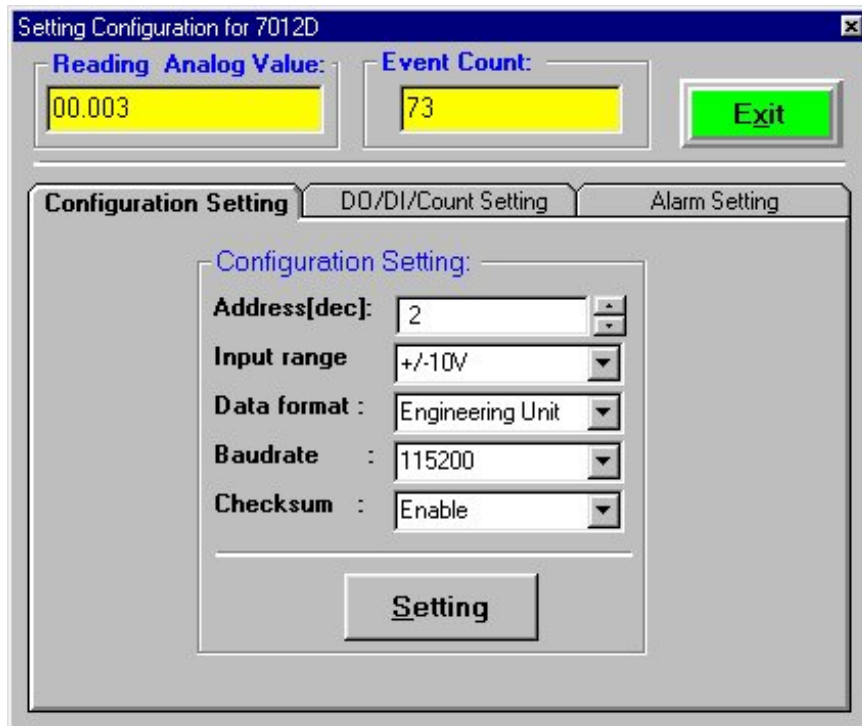 Setting Configuration for 7012D
Reading Analog Value:
Event Count:
00.003
73
Exit
Configuration Setting
DO/DI/Count Setting
Alarm Setting
Configuration Setting:
Address[dec]: 2
Input range +/-10V
Data format : Engineering Unit
Baudrate : 115200
Checksum : Enable
Setting